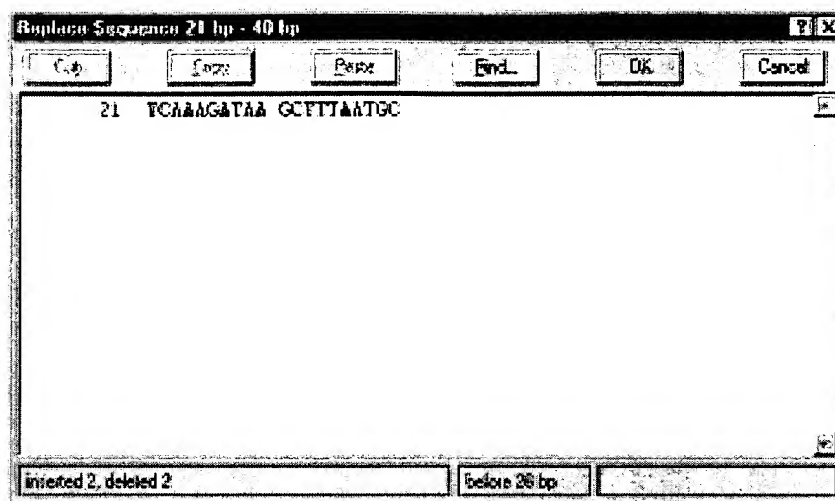 Replace Sequence 21 bp - 40 bp
Cut Copy Paste Find... OK Cancel
21 TCAAAGATAA GCTTTAATGC
inserted 2, deleted 2 before 26 bp